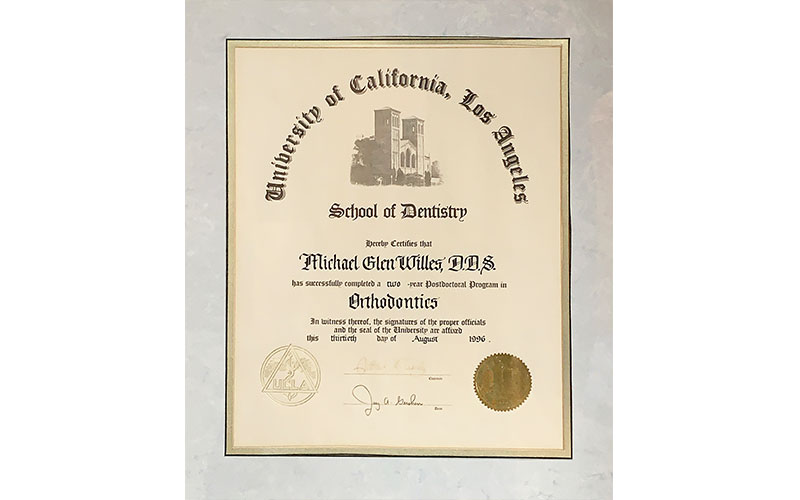 University of California, Los Angeles
School of Dentistry
Hereby Certifies that
Michael Glen Willes, D.D.S.
has successfully completed a two -year Postdoctoral Program in
Orthodontics
In witness thereof, the signatures of the proper officials
and the seal of the University are affixed
this thirtieth day of August 1996.
UCLA
Dean